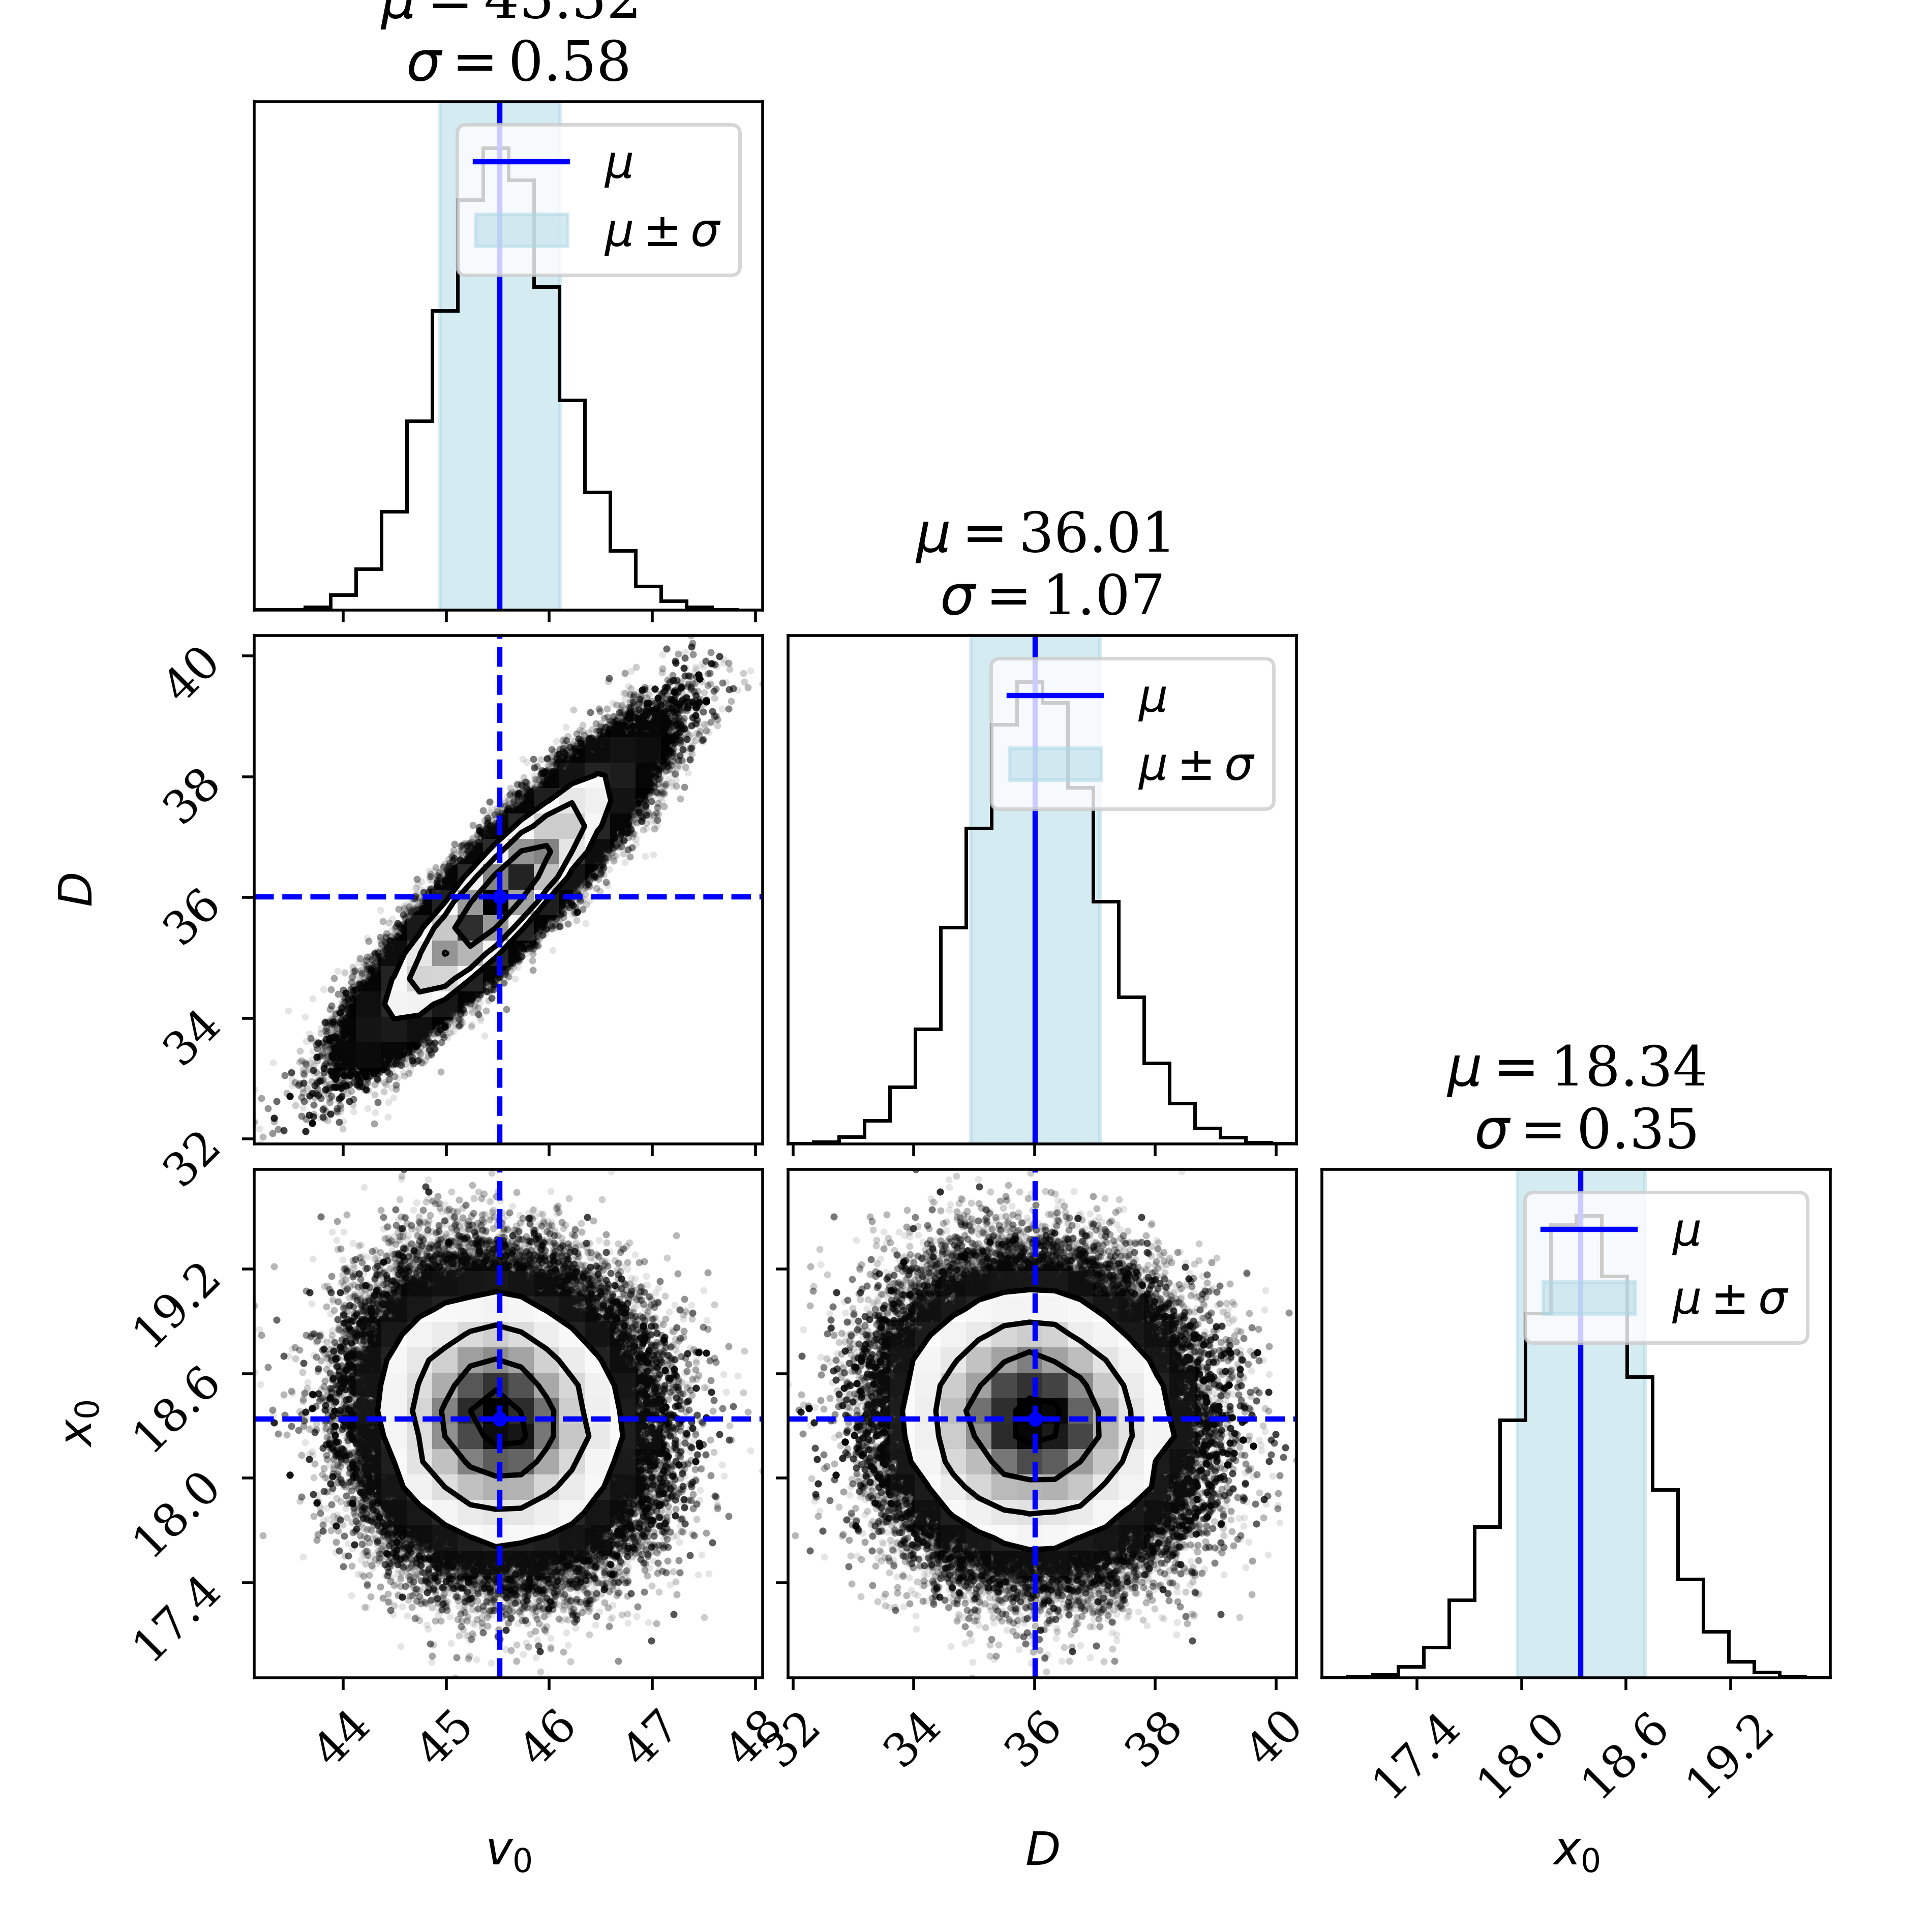 μ = 45.52
σ = 0.58
μ
μ ± σ
μ = 36.01
σ = 1.07
μ
μ ± σ
μ = 18.34
σ = 0.35
μ
μ ± σ
D
40
38
36
34
32
x₀
19.2
18.6
18.0
17.4
44 45 46 47 48
32 34 36 38 40
17.4 18.0 18.6 19.2
v₀
D
x₀